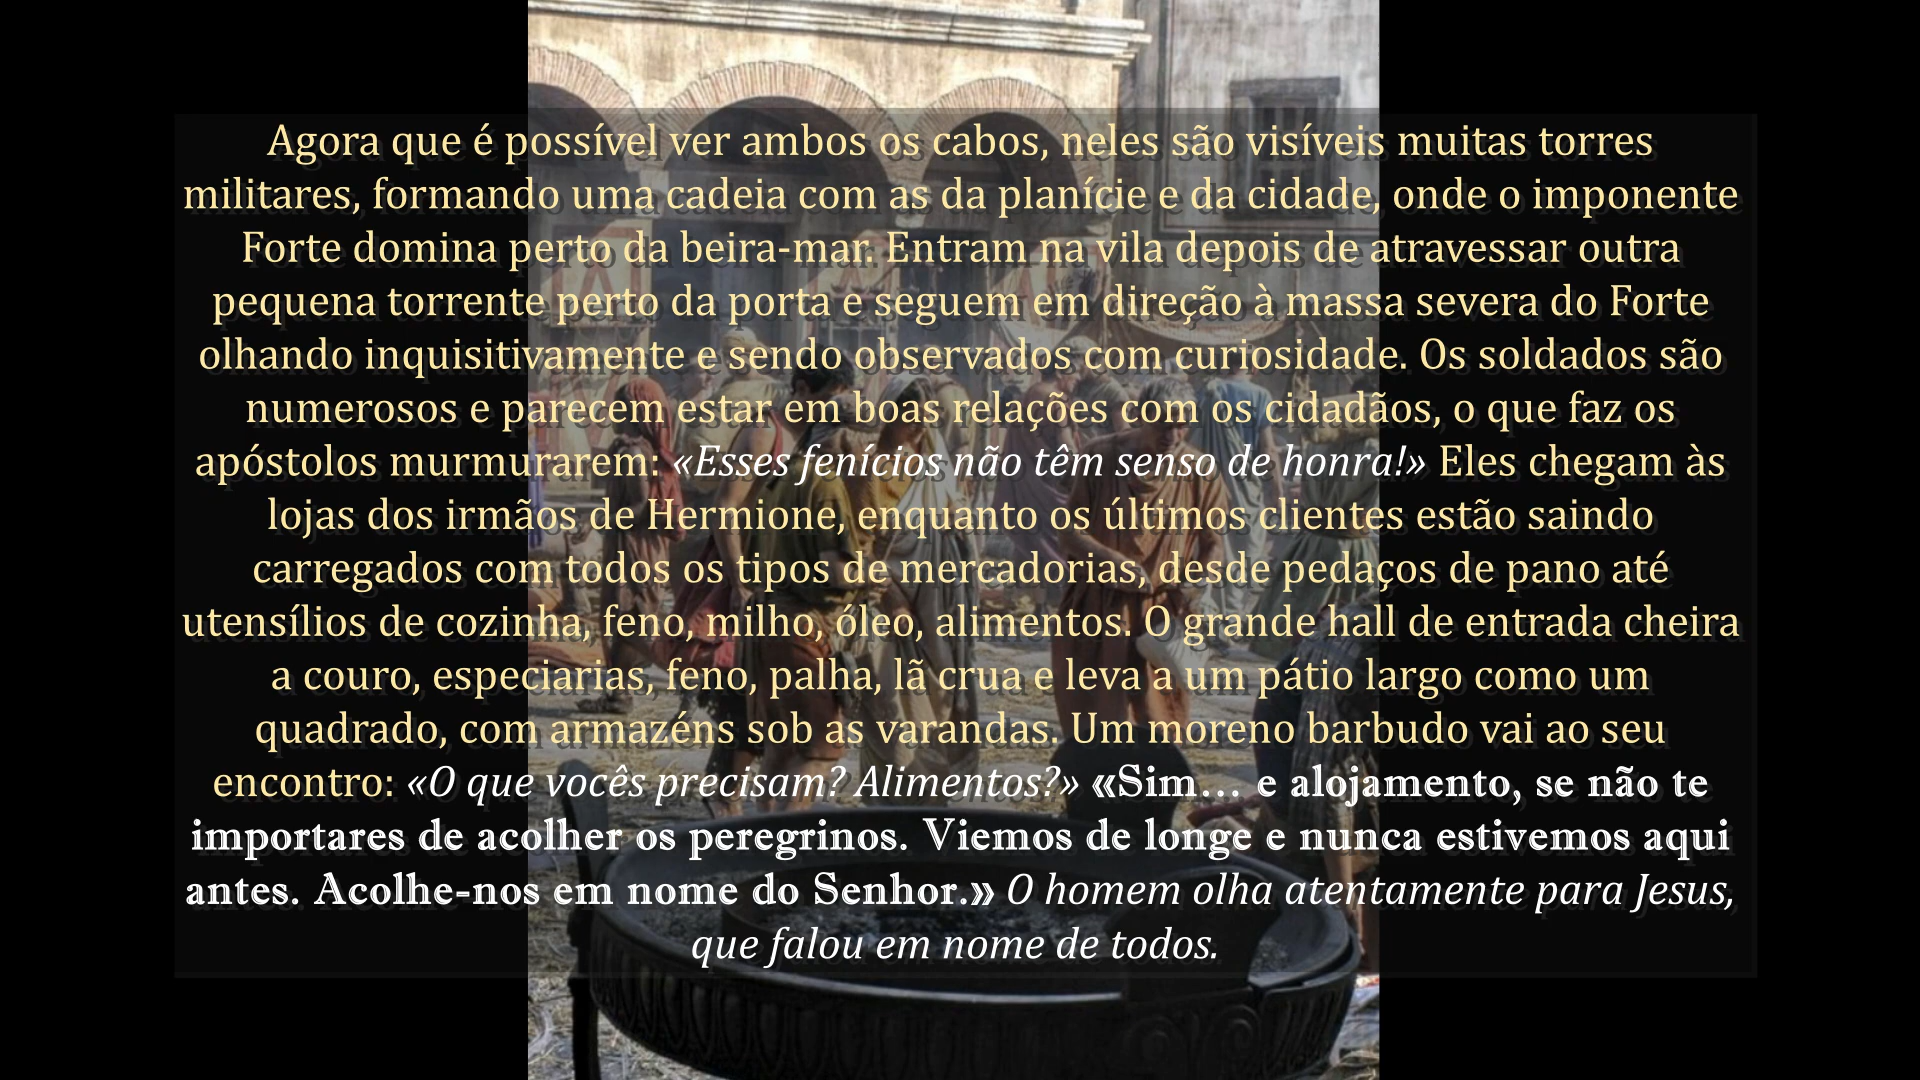 Agora que é possível ver ambos os cabos, neles são visíveis muitas torres
militares, formando uma cadeia com as da planície e da cidade, onde o imponente
Forte domina perto da beira-mar. Entram na vila depois de atravessar outra
pequena torrente perto da porta e seguem em direção à massa severa do Forte
olhando inquisitivamente e sendo observados com curiosidade. Os soldados são
numerosos e parecem estar em boas relações com os cidadãos, o que faz os
apóstolos murmurarem: «Esses fenícios não têm senso de honra!» Eles chegam às
lojas dos irmãos de Hermione, enquanto os últimos clientes estão saindo
carregados com todos os tipos de mercadorias, desde pedaços de pano até
utensílios de cozinha, feno, milho, óleo, alimentos. O grande hall de entrada cheira
a couro, especiarias, feno, palha, lã crua e leva a um pátio largo como um
quadrado, com armazéns sob as varandas. Um moreno barbudo vai ao seu
encontro: «O que vocês precisam? Alimentos?» «Sim… e alojamento, se não te
importares de acolher os peregrinos. Viemos de longe e nunca estivemos aqui
antes. Acolhe-nos em nome do Senhor.» O homem olha atentamente para Jesus,
que falou em nome de todos.